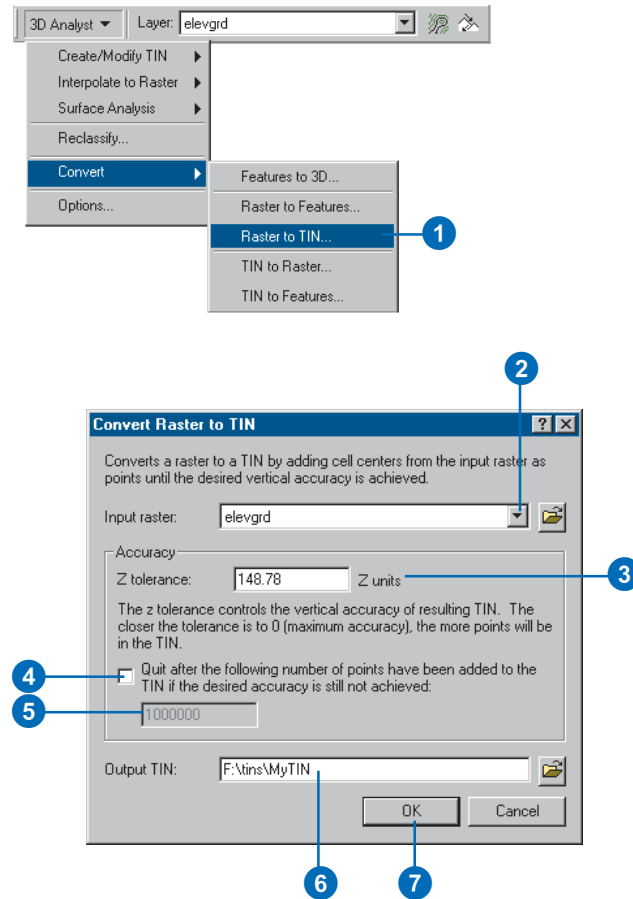 3D Analyst Layer: elevgrd
Create/Modify TIN
Interpolate to Raster
Surface Analysis
Reclassify...
Convert
Options...
Features to 3D...
Raster to Features...
Raster to TIN...
1
TIN to Raster...
TIN to Features...
2
Convert Raster to TIN
Converts a raster to a TIN by adding cell centers from the input raster as
points until the desired vertical accuracy is achieved.
Input raster: elevgrd
Accuracy
Z tolerance: 148.78 Z units
3
The z tolerance controls the vertical accuracy of resulting TIN. The
closer the tolerance is to 0 (maximum accuracy), the more points will be
in the TIN.
4
Quit after the following number of points have been added to the
TIN if the desired accuracy is still not achieved:
5
1000000
Output TIN: F:\tins\MyTIN
OK Cancel
6 7